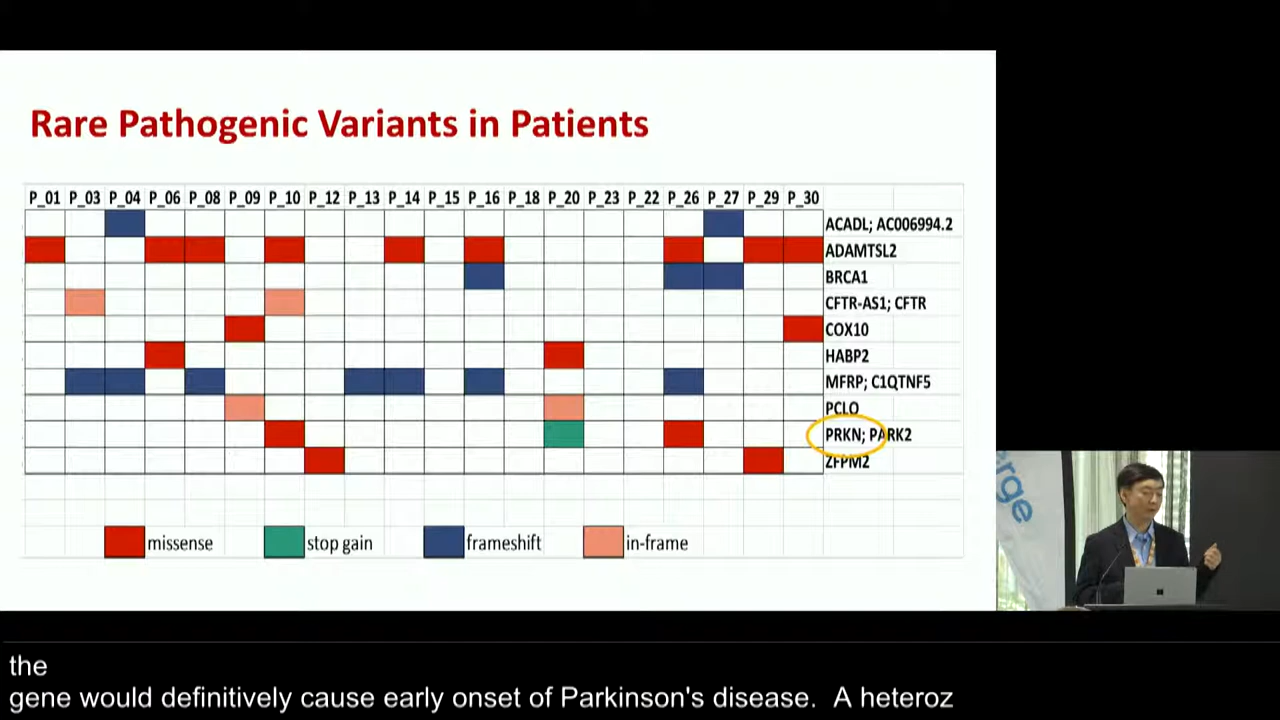 Rare Pathogenic Variants in Patients
P_01 P_03 P_04 P_06 P_08 P_09 P_10 P_12 P_13 P_14 P_15 P_16 P_18 P_20 P_23 P_22 P_26 P_27 P_29 P_30
ACADL; AC006994.2
ADAMTSL2
BRCA1
CFTR-AS1; CFTR
COX10
HABP2
MFRP; C1QTNF5
PCLO
PRKN; PARK2
ZFPM2
missense stop gain frameshift in-frame
erge
the
gene would definitively cause early onset of Parkinson's disease. A heteroz